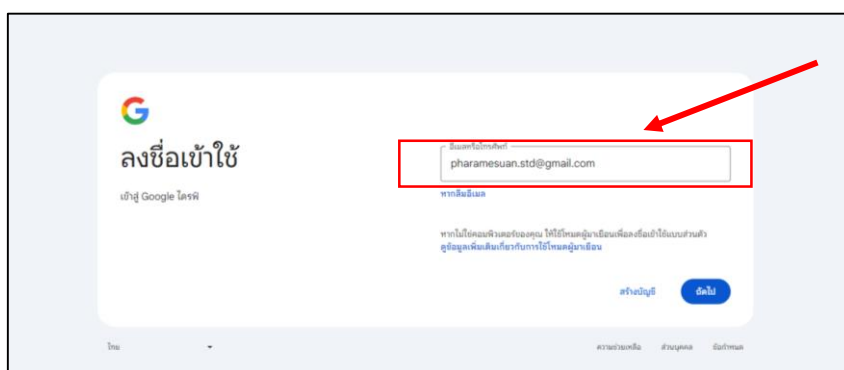 ลงชื่อเข้าใช้
เข้าสู่ Google ไดรฟ์
อีเมลหรือโทรศัพท์
pharamesuan.std@gmail.com
หากลืมอีเมล
หากไม่ใช่คอมพิวเตอร์ของคุณ ให้ใช้โหมดผู้มาเยือนเพื่อลงชื่อเข้าใช้แบบส่วนตัว
ดูข้อมูลเพิ่มเติมเกี่ยวกับการใช้โหมดผู้มาเยือน
สร้างบัญชี
ถัดไป
ไทย
ความช่วยเหลือ
ส่วนบุคคล
ข้อกำหนด